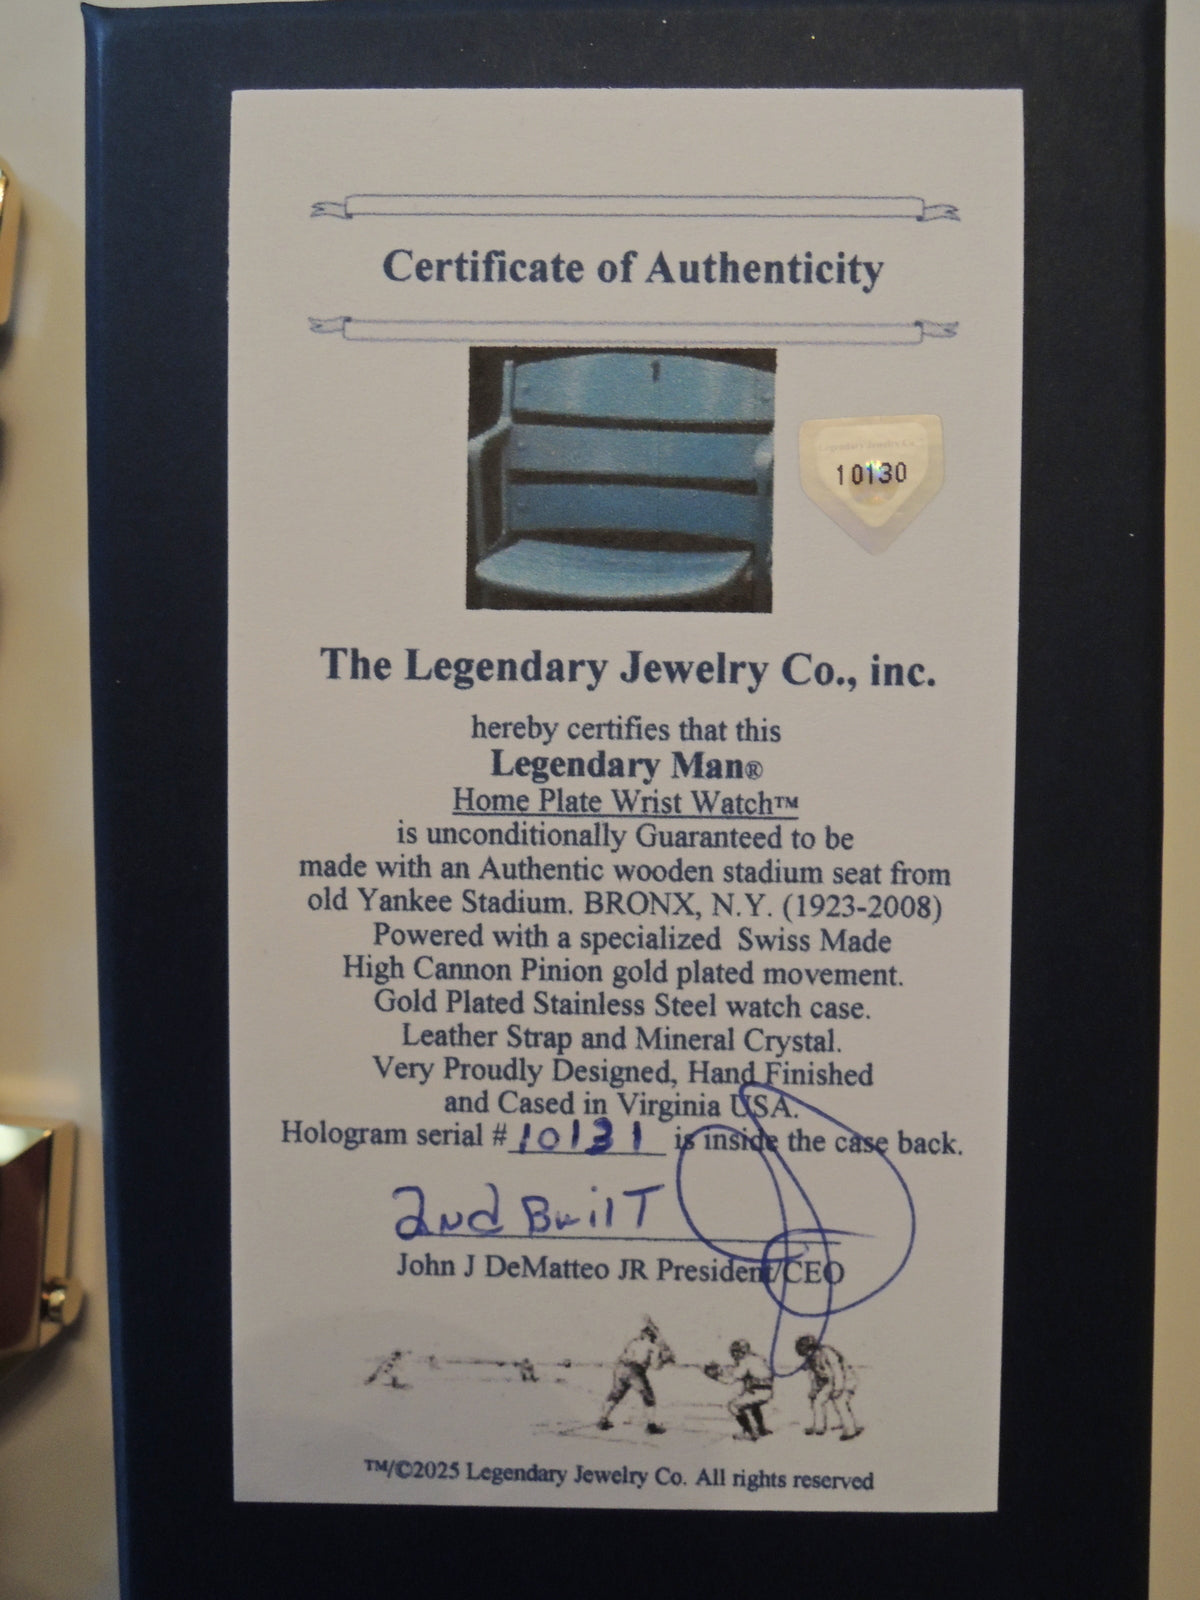 Certificate of Authenticity
1
Legendary Jewelry Co.
10130
The Legendary Jewelry Co., inc.
hereby certifies that this
Legendary Man®
Home Plate Wrist Watch™
is unconditionally Guaranteed to be
made with an Authentic wooden stadium seat from
old Yankee Stadium. BRONX, N.Y. (1923-2008)
Powered with a specialized Swiss Made
High Cannon Pinion gold plated movement.
Gold Plated Stainless Steel watch case.
Leather Strap and Mineral Crystal.
Very Proudly Designed, Hand Finished
and Cased in Virginia USA.
Hologram serial # 10131 is inside the case back.
2nd BuilT
John J DeMatteo JR President/CEO
™/©2025 Legendary Jewelry Co. All rights reserved